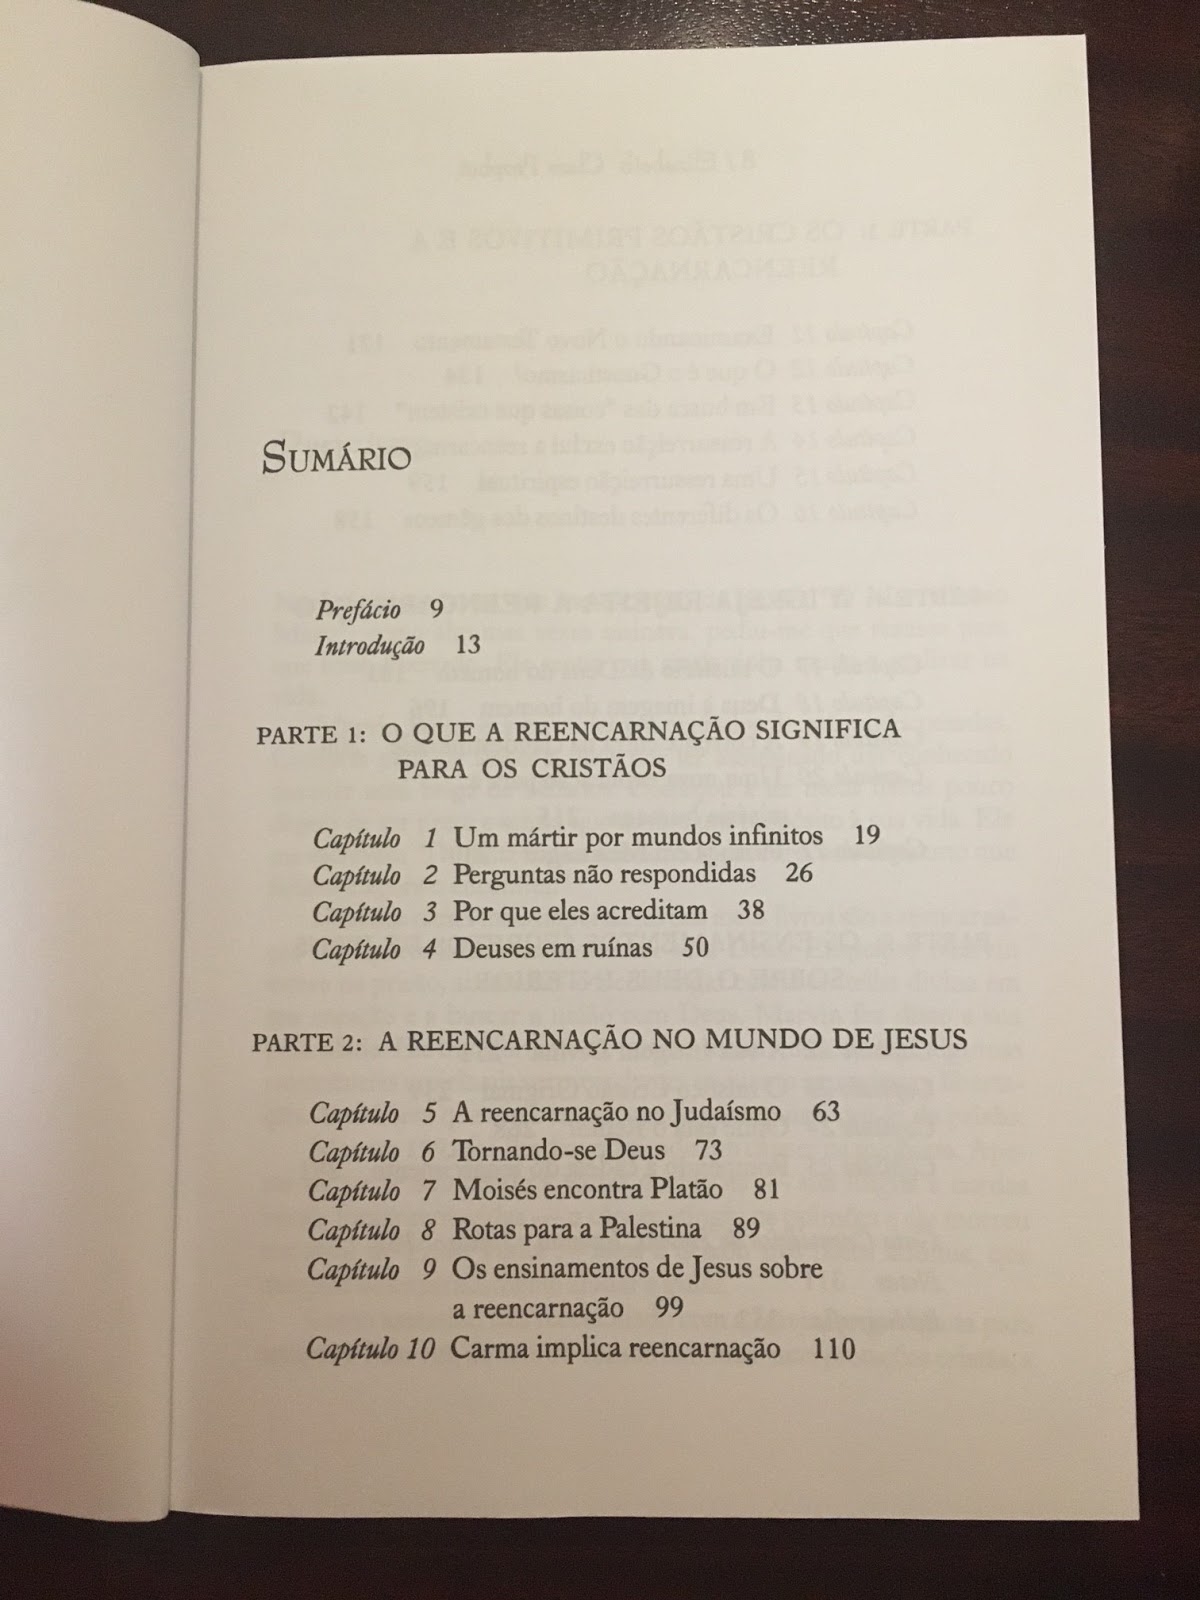 SUMÁRIO
Prefácio 9
Introdução 13
PARTE 1: O QUE A REENCARNAÇÃO SIGNIFICA
PARA OS CRISTÃOS
Capítulo 1 Um mártir por mundos infinitos 19
Capítulo 2 Perguntas não respondidas 26
Capítulo 3 Por que eles acreditam 38
Capítulo 4 Deuses em ruínas 50
PARTE 2: A REENCARNAÇÃO NO MUNDO DE JESUS
Capítulo 5 A reencarnação no Judaísmo 63
Capítulo 6 Tornando-se Deus 73
Capítulo 7 Moisés encontra Platão 81
Capítulo 8 Rotas para a Palestina 89
Capítulo 9 Os ensinamentos de Jesus sobre
a reencarnação 99
Capítulo 10 Carma implica reencarnação 110